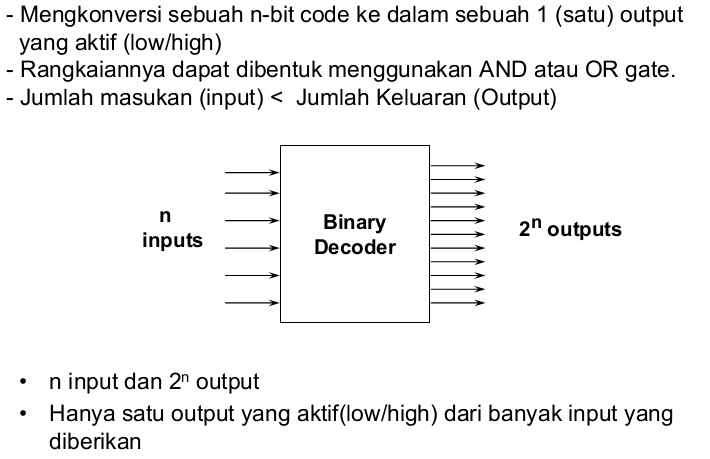 - Mengkonversi sebuah n-bit code ke dalam sebuah 1 (satu) output
yang aktif (low/high)
- Rangkaiannya dapat dibentuk menggunakan AND atau OR gate.
- Jumlah masukan (input) < Jumlah Keluaran (Output)
n
inputs
Binary
Decoder
2ⁿ outputs
• n input dan 2ⁿ output
• Hanya satu output yang aktif(low/high) dari banyak input yang
diberikan